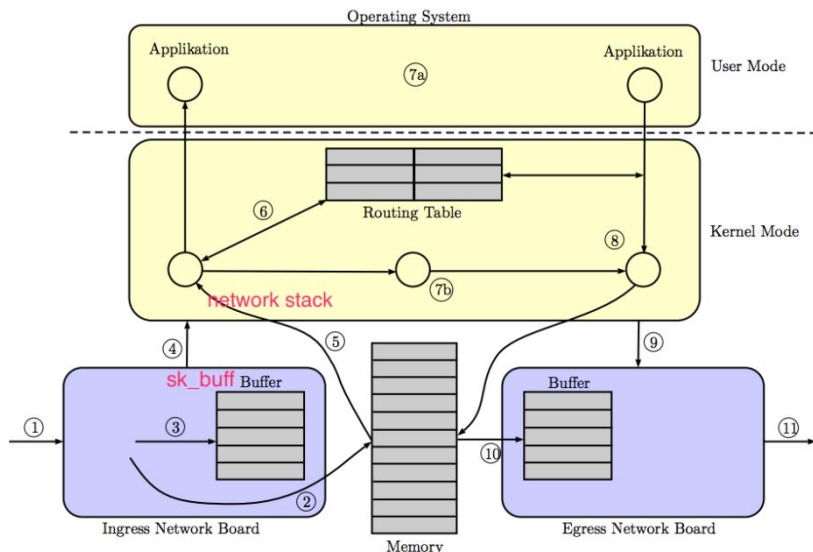 Operating System
Applikation
Applikation
7a
User Mode
6
Routing Table
8
Kernel Mode
7b
network stack
4
5
9
sk_buff
Buffer
Buffer
1
3
10
11
2
Ingress Network Board
Egress Network Board
Memory